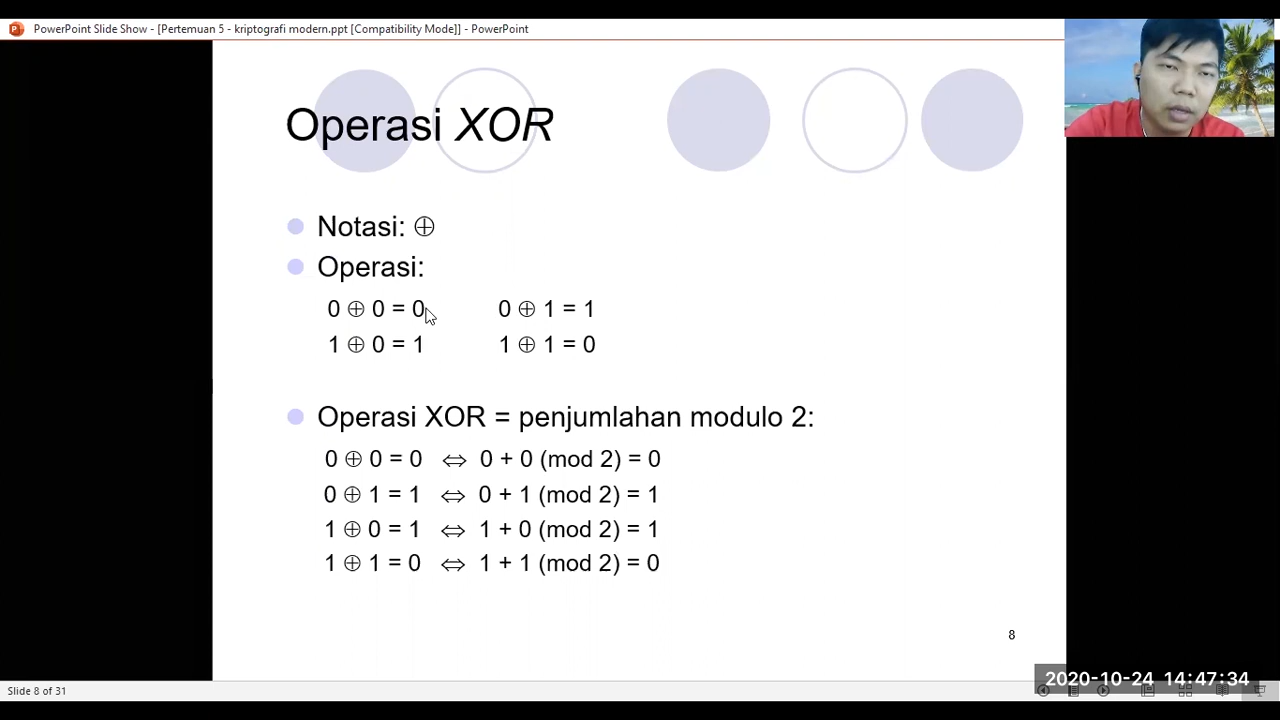 PowerPoint Slide Show - [Pertemuan 5 - kriptografi modern.ppt [Compatibility Mode]] - PowerPoint
Operasi XOR
Notasi: ⊕
Operasi:
0 ⊕ 0 = 0 0 ⊕ 1 = 1
1 ⊕ 0 = 1 1 ⊕ 1 = 0
Operasi XOR = penjumlahan modulo 2:
0 ⊕ 0 = 0 ⇔ 0 + 0 (mod 2) = 0
0 ⊕ 1 = 1 ⇔ 0 + 1 (mod 2) = 1
1 ⊕ 0 = 1 ⇔ 1 + 0 (mod 2) = 1
1 ⊕ 1 = 0 ⇔ 1 + 1 (mod 2) = 0
8
2020-10-24 14:47:34
Slide 8 of 31